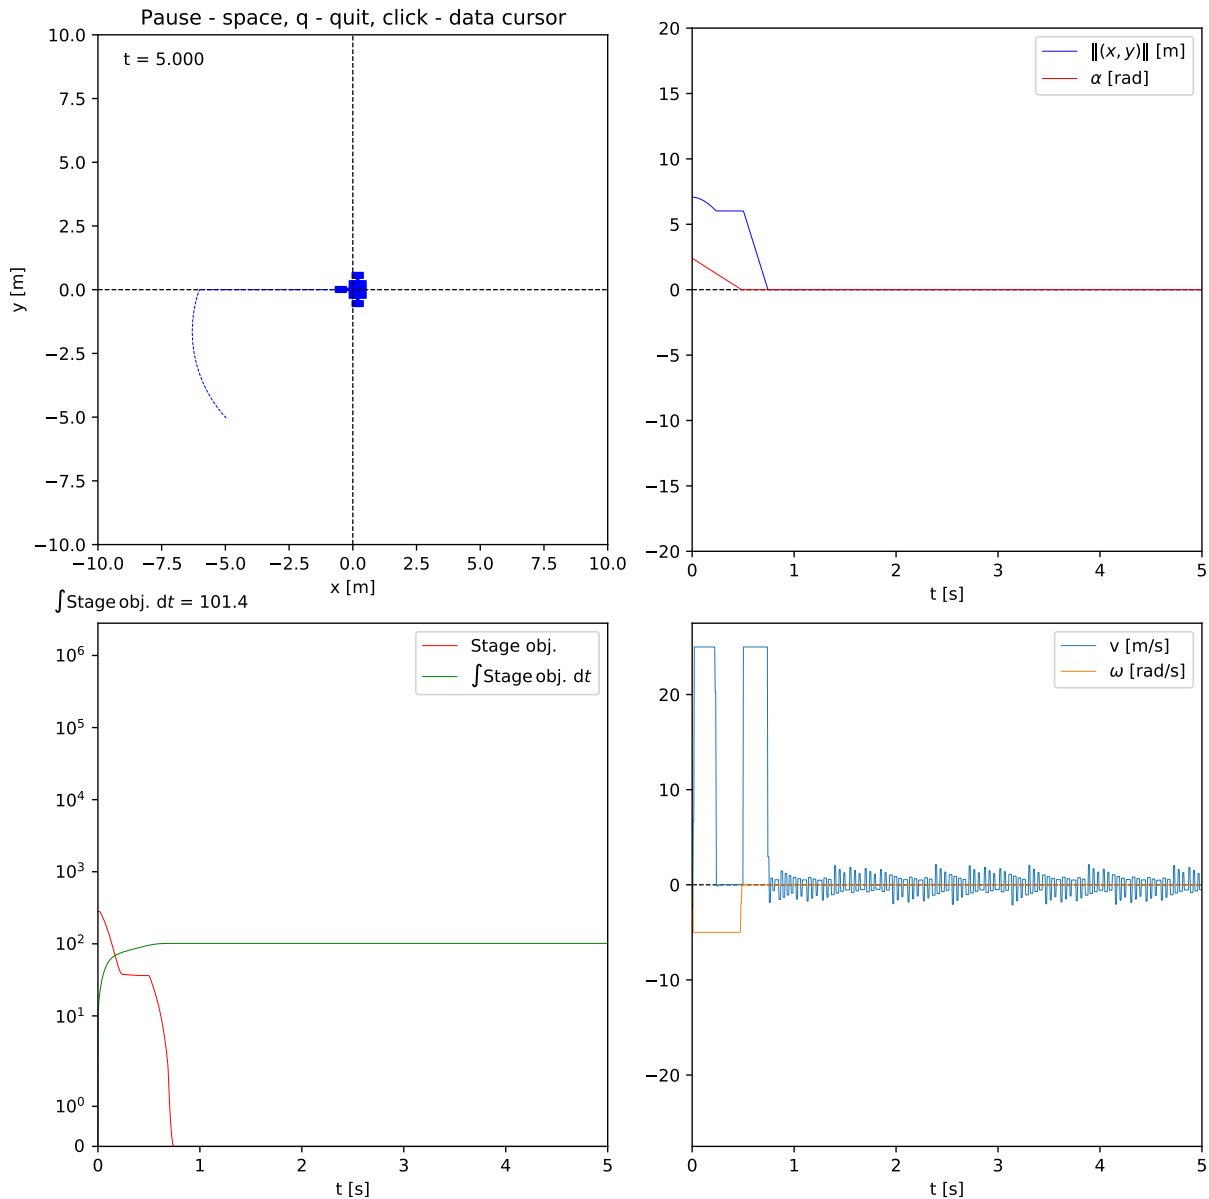 Pause - space, q - quit, click - data cursor
10.0
7.5
5.0
2.5
0.0
−2.5
−5.0
−7.5
−10.0
y [m]
t = 5.000
−10.0 −7.5 −5.0 −2.5 0.0 2.5 5.0 7.5 10.0
x [m]
20
15
10
5
0
−5
−10
−15
−20
‖(x, y)‖ [m]
α [rad]
0 1 2 3 4 5
t [s]
∫Stage obj. dt = 101.4
10⁶
10⁵
10⁴
10³
10²
10¹
10⁰
0
Stage obj.
∫Stage obj. dt
0 1 2 3 4 5
t [s]
20
10
0
−10
−20
v [m/s]
ω [rad/s]
0 1 2 3 4 5
t [s]